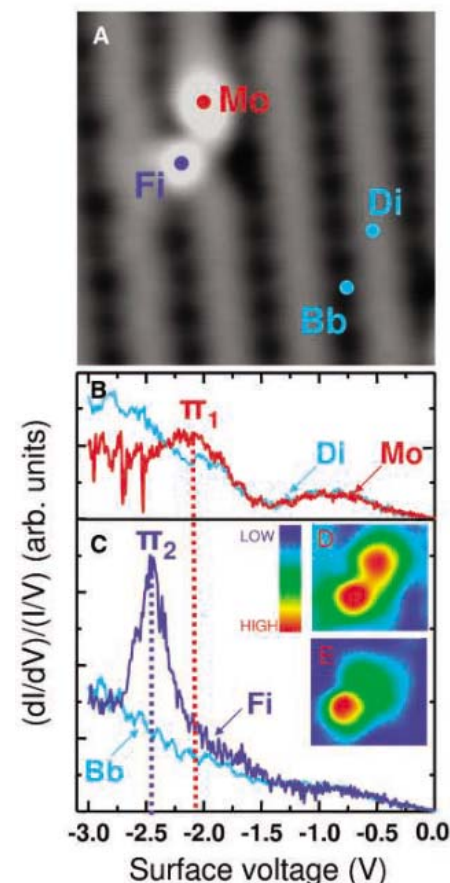 A
Mo
Fi
Di
Bb
B
π₁
Di
Mo
C
π₂
LOW
HIGH
D
E
Fi
Bb
(dI/dV)/(I/V) (arb. units)
-3.0 -2.5 -2.0 -1.5 -1.0 -0.5 0.0
Surface voltage (V)